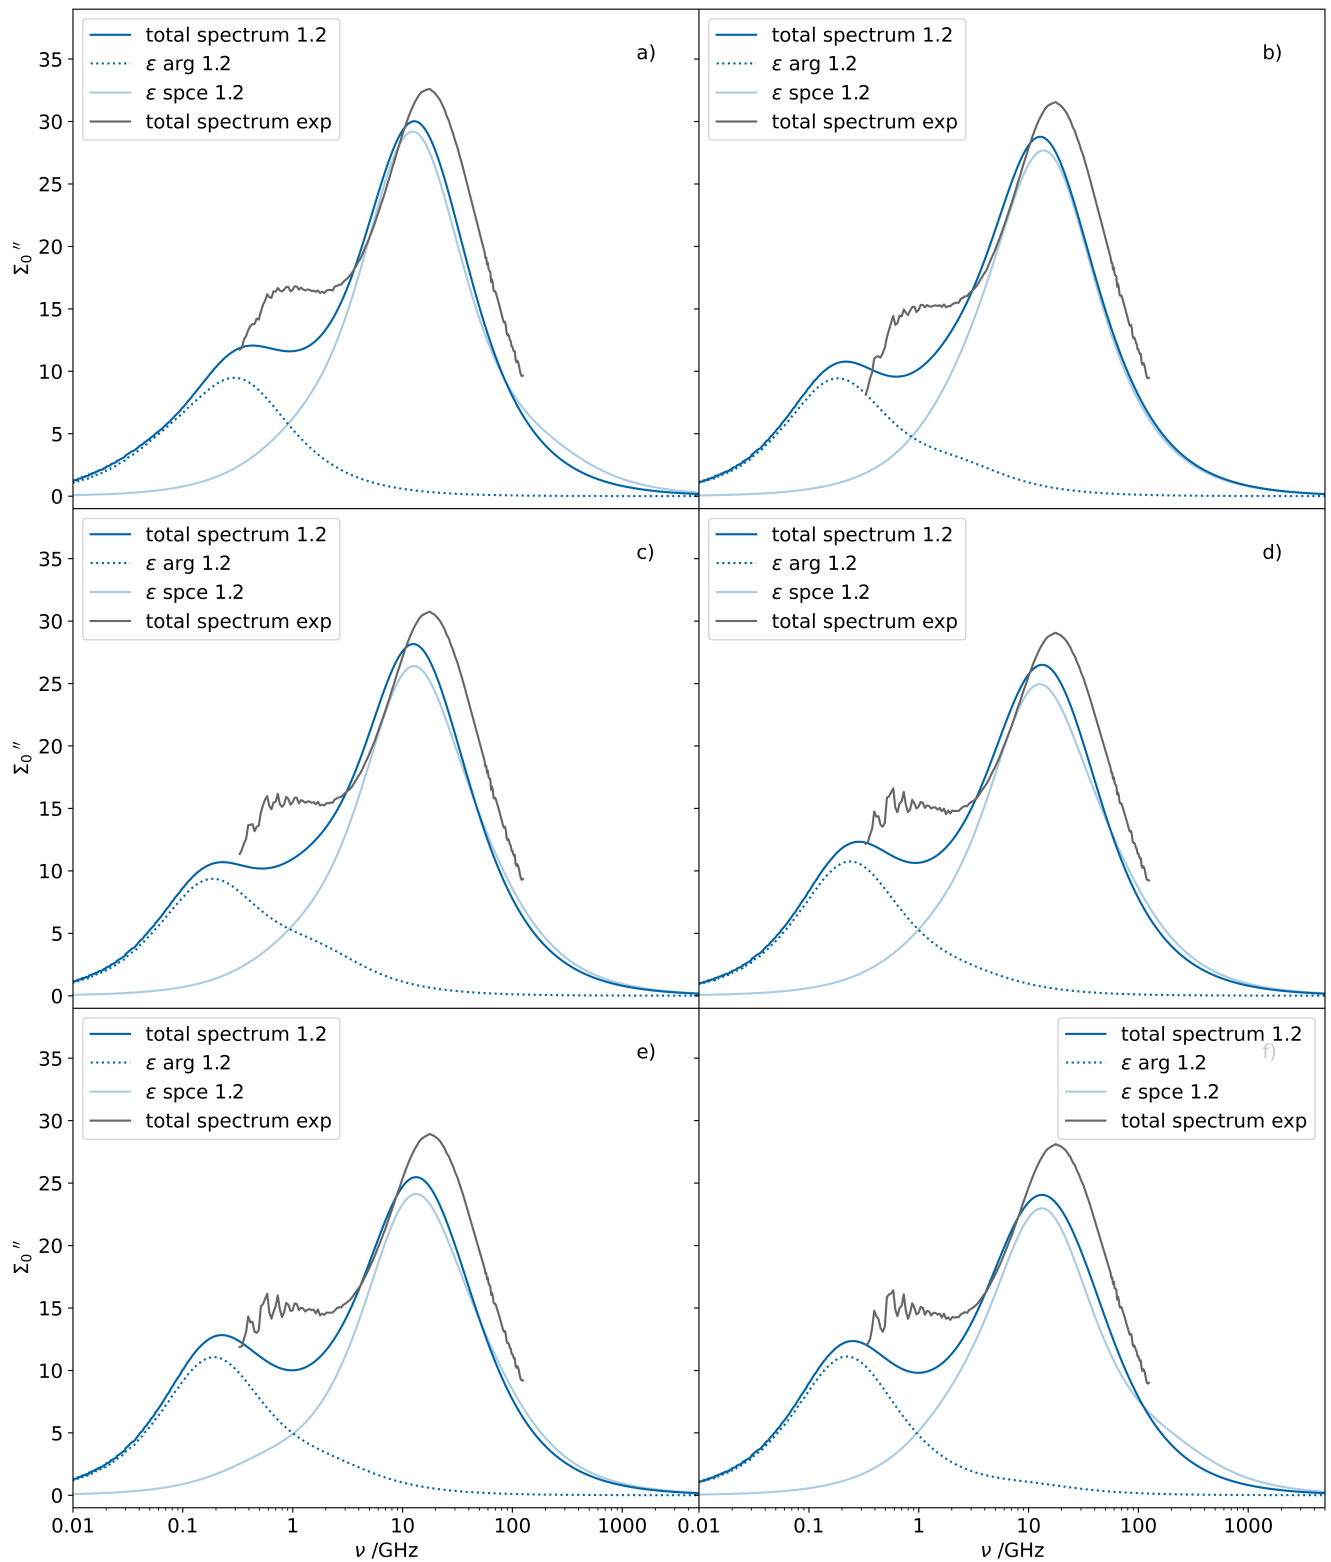 total spectrum 1.2
ε arg 1.2
ε spce 1.2
total spectrum exp
a)
35
30
25
20
15
10
5
0
Σ₀″
total spectrum 1.2
ε arg 1.2
ε spce 1.2
total spectrum exp
b)
total spectrum 1.2
ε arg 1.2
ε spce 1.2
total spectrum exp
c)
35
30
25
20
15
10
5
0
Σ₀″
total spectrum 1.2
ε arg 1.2
ε spce 1.2
total spectrum exp
d)
total spectrum 1.2
ε arg 1.2
ε spce 1.2
total spectrum exp
e)
35
30
25
20
15
10
5
0
Σ₀″
0.01 0.1 1 10 100 1000
ν /GHz
total spectrum 1.2
ε arg 1.2
ε spce 1.2
total spectrum exp
f)
0.01 0.1 1 10 100 1000
ν /GHz